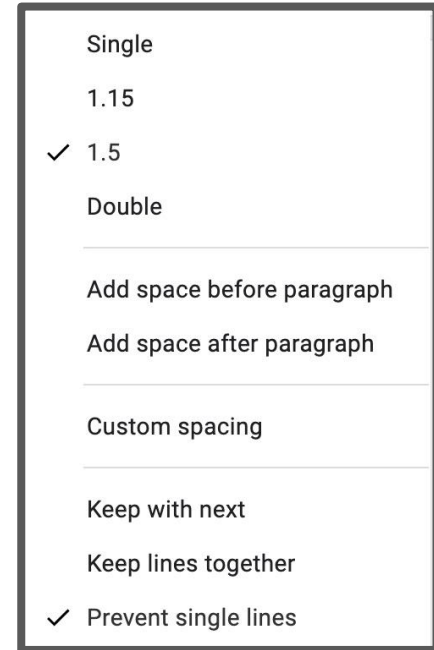 Single
1.15
1.5
Double
Add space before paragraph
Add space after paragraph
Custom spacing
Keep with next
Keep lines together
Prevent single lines